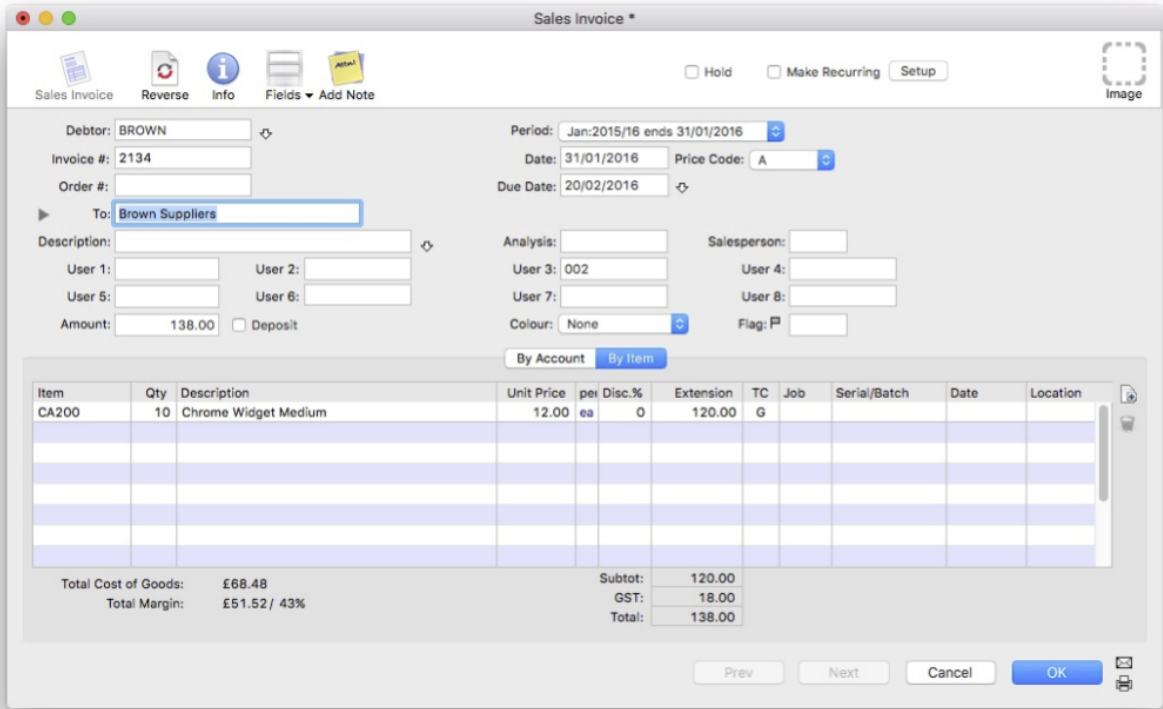 Sales Invoice *
Sales Invoice Reverse Info Fields Add Note
Attn!
Hold Make Recurring Setup
Image
Debtor: BROWN Period: Jan:2015/16 ends 31/01/2016
Invoice #: 2134 Date: 31/01/2016 Price Code: A
Order #: Due Date: 20/02/2016
To: Brown Suppliers
Description: Analysis: Salesperson:
User 1: User 2: User 3: 002 User 4:
User 5: User 6: User 7: User 8:
Amount: 138.00 Deposit Colour: None Flag:
By Account By Item
Item Qty Description Unit Price per Disc.% Extension TC Job Serial/Batch Date Location
CA200 10 Chrome Widget Medium 12.00 ea 0 120.00 G
Total Cost of Goods: £68.48 Subtot: 120.00
Total Margin: £51.52/ 43% GST: 18.00
Total: 138.00
Prev Next Cancel OK